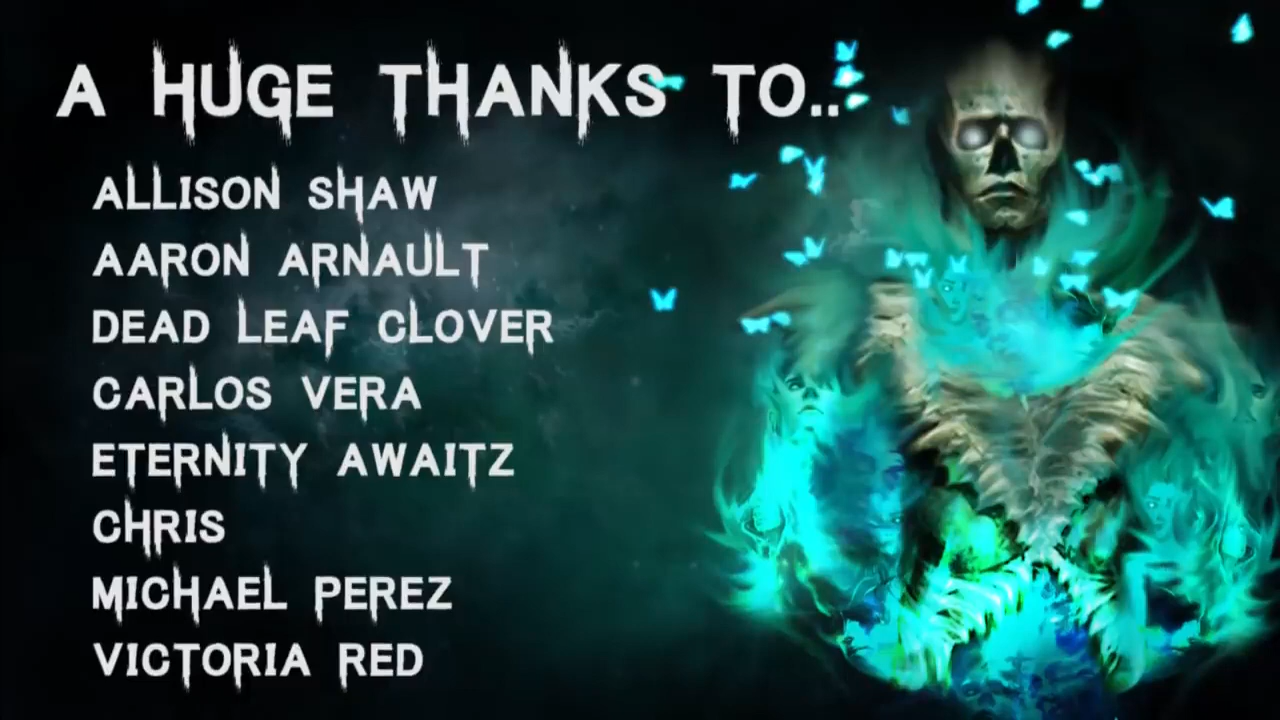 A HUGE THANKS TO..
ALLISON SHAW
AARON ARNAULT
DEAD LEAF CLOVER
CARLOS VERA
ETERNITY AWAITZ
CHRIS
MICHAEL PEREZ
VICTORIA RED